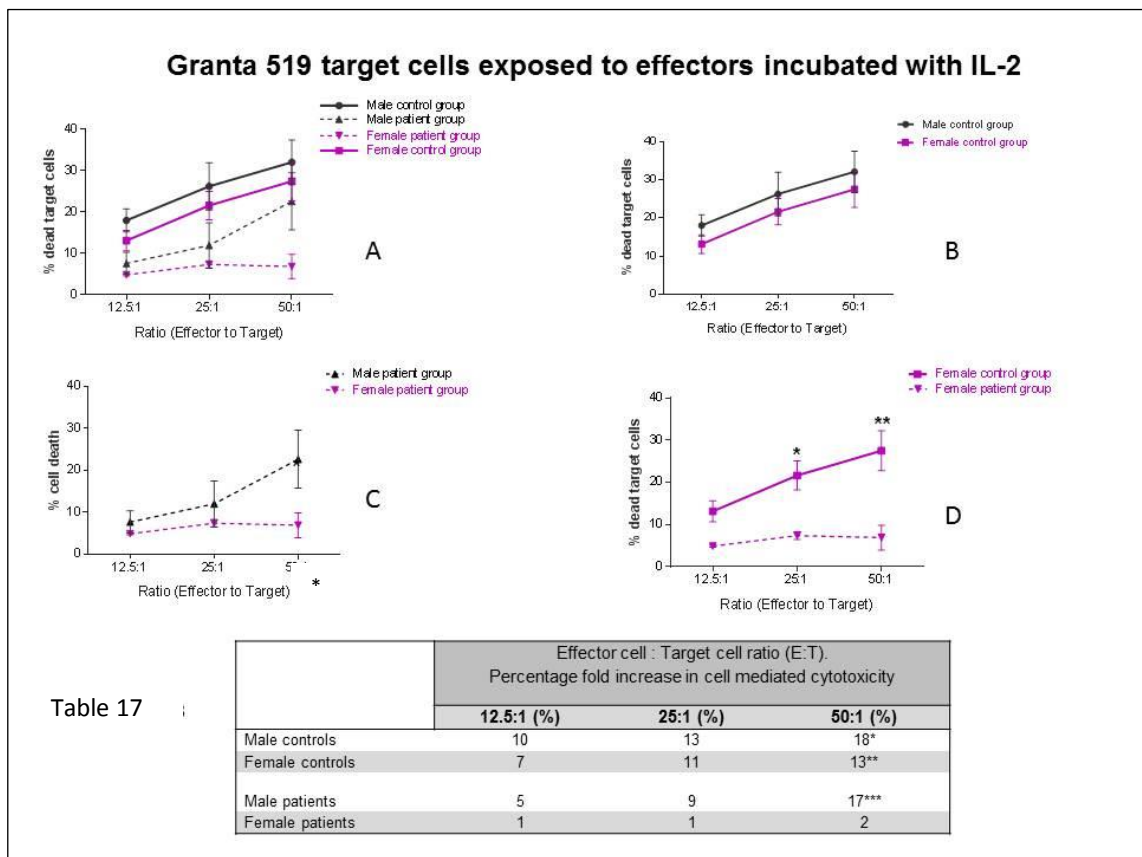 Granta 519 target cells exposed to effectors incubated with IL-2
Male control group
Male patient group
Female patient group
Female control group
% dead target cells
40
30
20
10
0
12.5:1 25:1 50:1
Ratio (Effector to Target)
A
Male control group
Female control group
% dead target cells
40
30
20
10
0
12.5:1 25:1 50:1
Ratio (Effector to Target)
B
Male patient group
Female patient group
% cell death
40
30
20
10
0
*
12.5:1 25:1
*
Ratio (Effector to Target)
C
Female control group
Female patient group
% dead target cells
40
30
20
10
0
* **
12.5:1 25:1 50:1
Ratio (Effector to Target)
D
Table 17
Effector cell : Target cell ratio (E:T).
Percentage fold increase in cell mediated cytotoxicity
12.5:1 (%) 25:1 (%) 50:1 (%)
Male controls 10 13 18*
Female controls 7 11 13**
Male patients 5 9 17***
Female patients 1 1 2